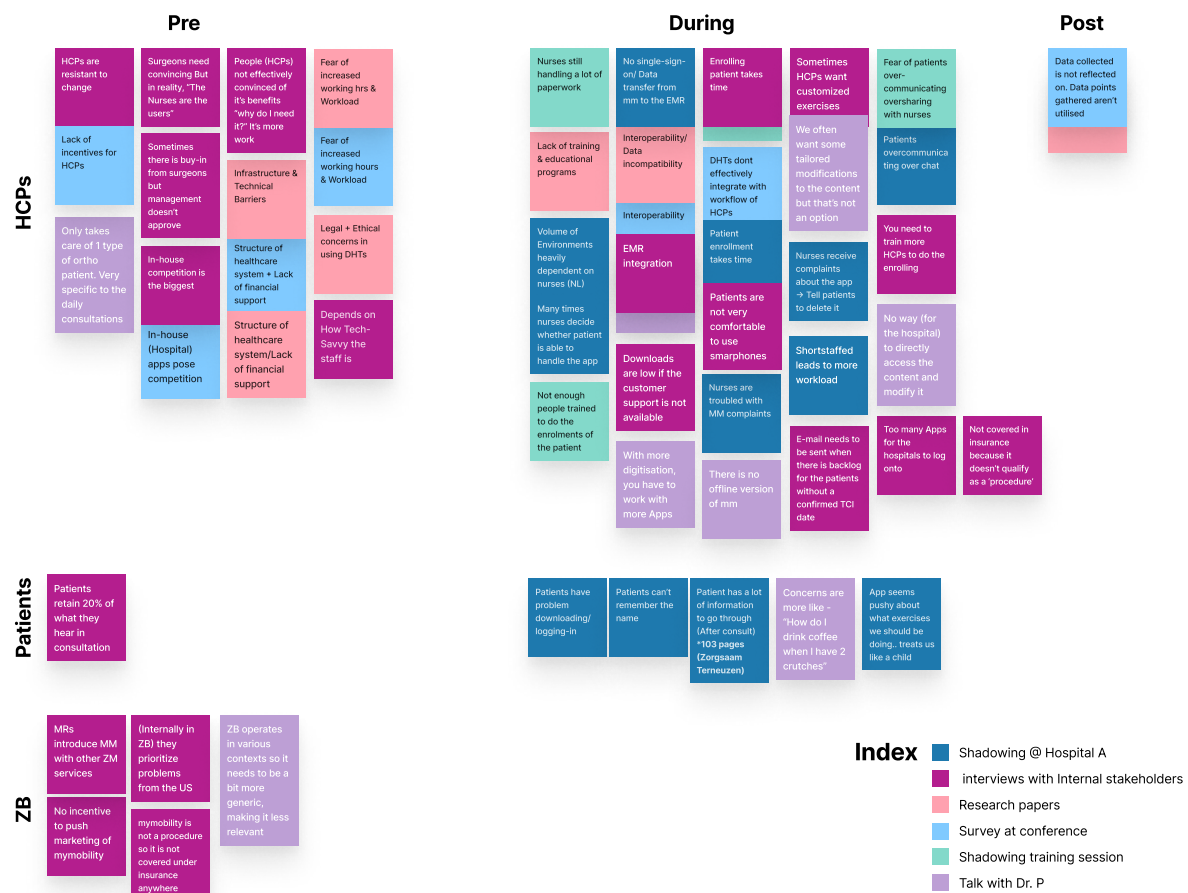 Pre
During
Post
HCPs
HCPs are
resistant to
change
Lack of
incentives for
HCPs
Only takes
care of 1 type
of ortho
patient. Very
specific to the
daily
consultations
Surgeons need
convincing But
in reality, "The
Nurses are the
users"
Sometimes
there is buy-in
from surgeons
but
management
doesn't
approve
In-house
competition is
the biggest
In-house
(Hospital)
apps pose
competition
People (HCPs)
not effectively
convinced of
it's benefits
"why do I need
it?" It's more
work
Infrastructure &
Technical
Barriers
Structure of
healthcare
system + Lack
of financial
support
Structure of
healthcare
system/Lack
of financial
support
Fear of
increased
working hrs &
Workload
Fear of
increased
working hours
& Workload
Legal + Ethical
concerns in
using DHTs
Depends on
How Tech-
Savvy the
staff is
Nurses still
handling a lot of
paperwork
Lack of training
& educational
programs
Volume of
Environments
heavily
dependent on
nurses (NL)
Many times
nurses decide
whether patient
is able to
handle the app
Not enough
people trained
to do the
enrolments of
the patient
No single-sign-
on/ Data
transfer from
mm to the EMR
Interoperability/
Data
incompatibility
Interoperability
EMR
integration
Downloads
are low if the
customer
support is not
available
With more
digitisation,
you have to
work with
more Apps
Enrolling
patient takes
time
DHTs dont
effectively
integrate with
workflow of
HCPs
Patient
enrollment
takes time
Patients are
not very
comfortable
to use
smarphones
Nurses are
troubled with
MM complaints
There is no
offline version
of mm
Sometimes
HCPs want
customized
exercises
We often
want some
tailored
modifications
to the content
but that's not
an option
Nurses receive
complaints
about the app
→ Tell patients
to delete it
Shortstaffed
leads to more
workload
E-mail needs to
be sent when
there is backlog
for the patients
without a
confirmed TCI
date
Fear of patients
over-
communicating
oversharing
with nurses
Patients
overcommunica
ting over chat
You need to
train more
HCPs to do the
enrolling
No way (for
the hospital)
to directly
access the
content and
modify it
Too many Apps
for the
hospitals to log
onto
Not covered in
insurance
because it
doesn't qualify
as a 'procedure'
Data collected
is not reflected
on. Data points
gathered aren't
utilised
Patients
Patients
retain 20% of
what they
hear in
consultation
Patients have
problem
downloading/
logging-in
Patients can't
remember the
name
Patient has a lot
of information
to go through
(After consult)
*103 pages
(Zorgsaam
Terneuzen)
Concerns are
more like -
"How do I
drink coffee
when I have 2
crutches"
App seems
pushy about
what exercises
we should be
doing.. treats us
like a child
ZB
MRs
introduce MM
with other ZM
services
No incentive
to push
marketing of
mymobility
(Internally in
ZB) they
prioritize
problems
from the US
mymobility is
not a procedure
so it is not
covered under
insurance
anywhere
ZB operates
in various
contexts so it
needs to be a
bit more
generic,
making it less
relevant
Index
Shadowing @ Hospital A
interviews with Internal stakeholders
Research papers
Survey at conference
Shadowing training session
Talk with Dr. P